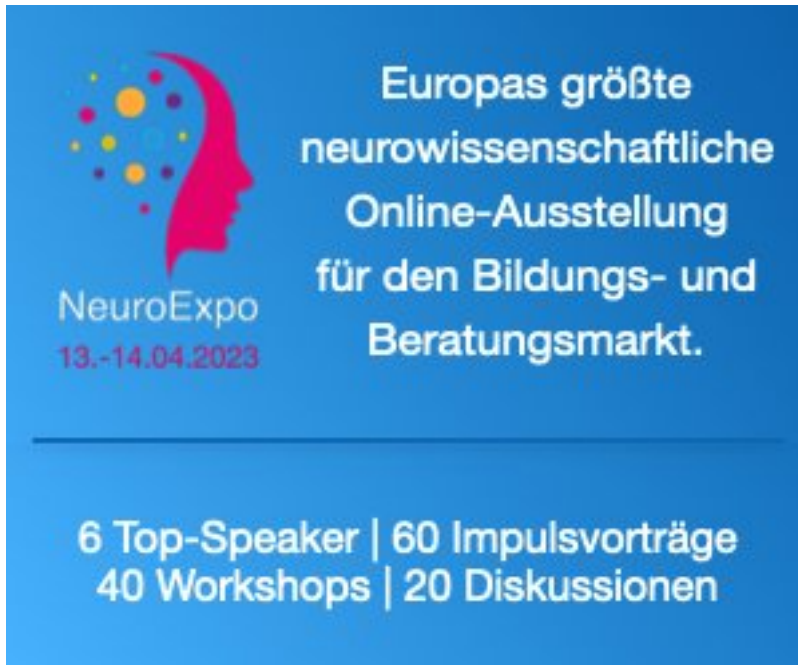 NeuroExpo
13.-14.04.2023
Europas größte
neurowissenschaftliche
Online-Ausstellung
für den Bildungs- und
Beratungsmarkt.
6 Top-Speaker | 60 Impulsvorträge
40 Workshops | 20 Diskussionen